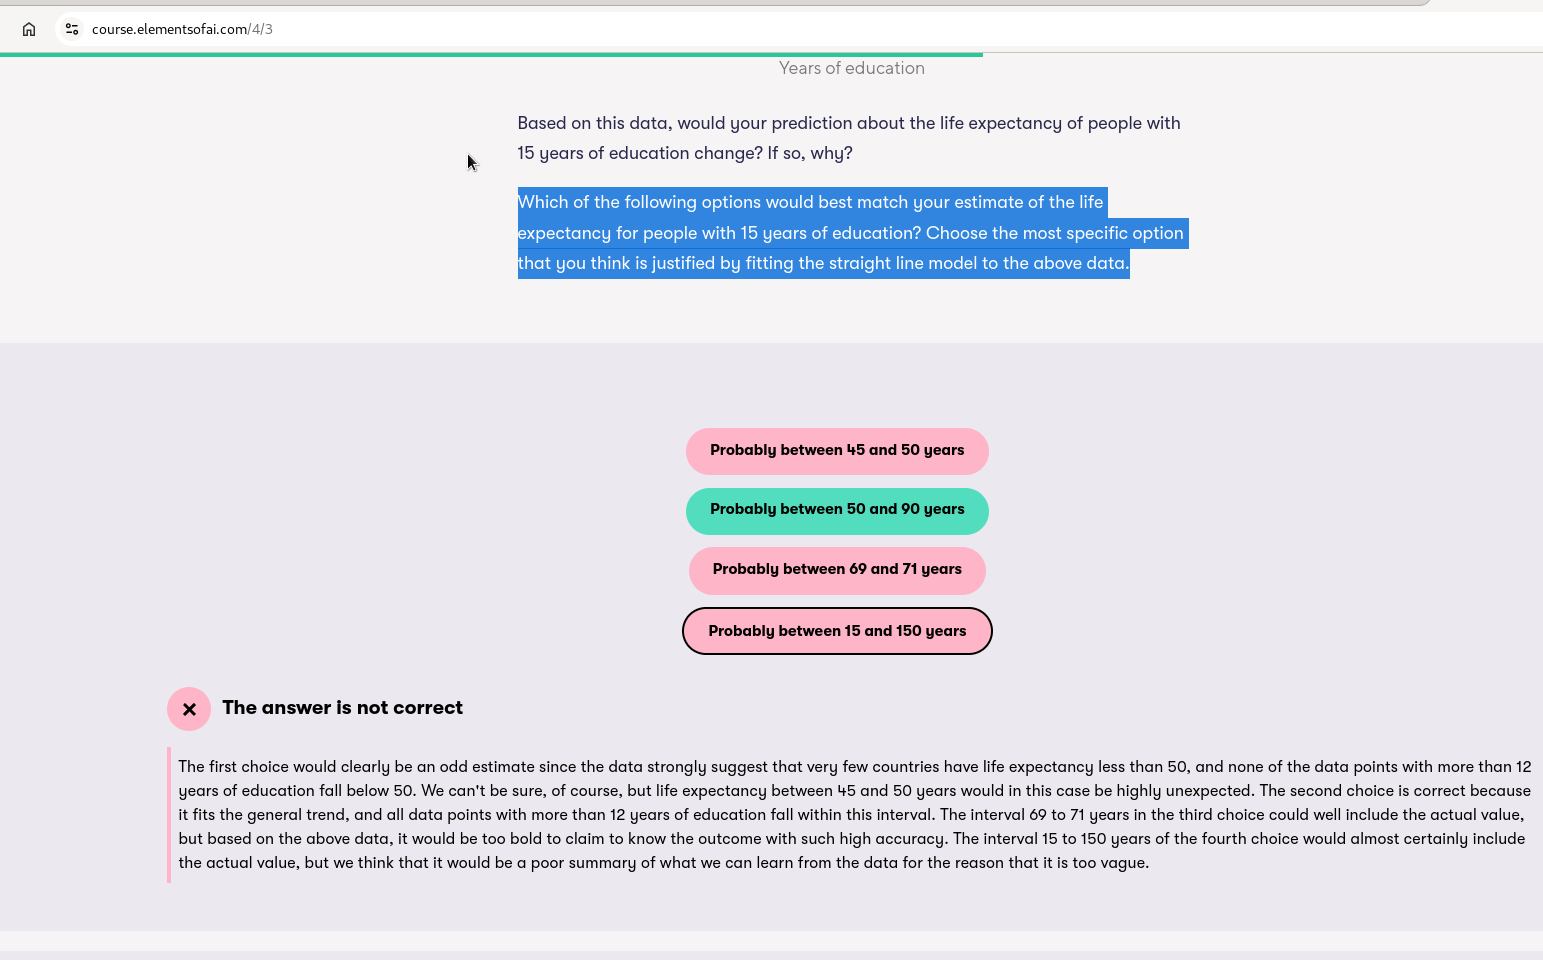 course.elementsofai.com/4/3
Years of education
Based on this data, would your prediction about the life expectancy of people with
15 years of education change? If so, why?
Which of the following options would best match your estimate of the life
expectancy for people with 15 years of education? Choose the most specific option
that you think is justified by fitting the straight line model to the above data.
Probably between 45 and 50 years
Probably between 50 and 90 years
Probably between 69 and 71 years
Probably between 15 and 150 years
The answer is not correct
The first choice would clearly be an odd estimate since the data strongly suggest that very few countries have life expectancy less than 50, and none of the data points with more than 12
years of education fall below 50. We can't be sure, of course, but life expectancy between 45 and 50 years would in this case be highly unexpected. The second choice is correct because
it fits the general trend, and all data points with more than 12 years of education fall within this interval. The interval 69 to 71 years in the third choice could well include the actual value,
but based on the above data, it would be too bold to claim to know the outcome with such high accuracy. The interval 15 to 150 years of the fourth choice would almost certainly include
the actual value, but we think that it would be a poor summary of what we can learn from the data for the reason that it is too vague.